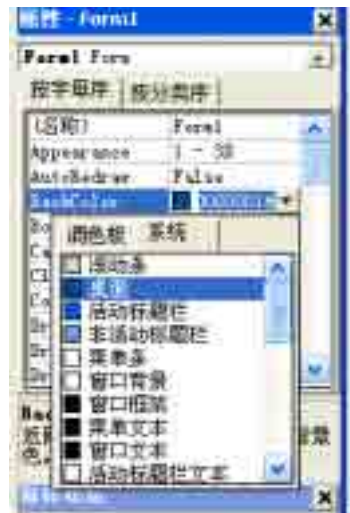 属性 - Form1
Form1 Form
按字母序 按分类序
(名称) Form1
Appearance 1 - 3D
AutoRedraw False
BackColor
调色板 系统
活动条
桌面
活动标题栏
非活动标题栏
菜单条
窗口背景
窗口框架
菜单文本
窗口文本
活动标题栏文本